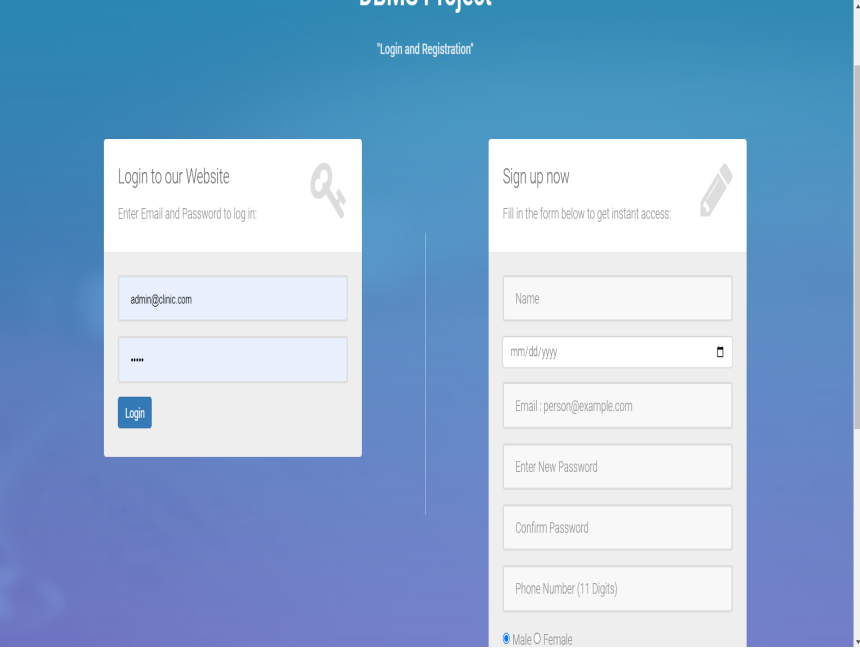 DBMS Project
"Login and Registration"
Login to our Website
Enter Email and Password to log in:
admin@clinic.com
•••••
Login
Sign up now
Fill in the form below to get instant access:
Name
mm/dd/yyyy
Email : person@example.com
Enter New Password
Confirm Password
Phone Number (11 Digits)
Male Female